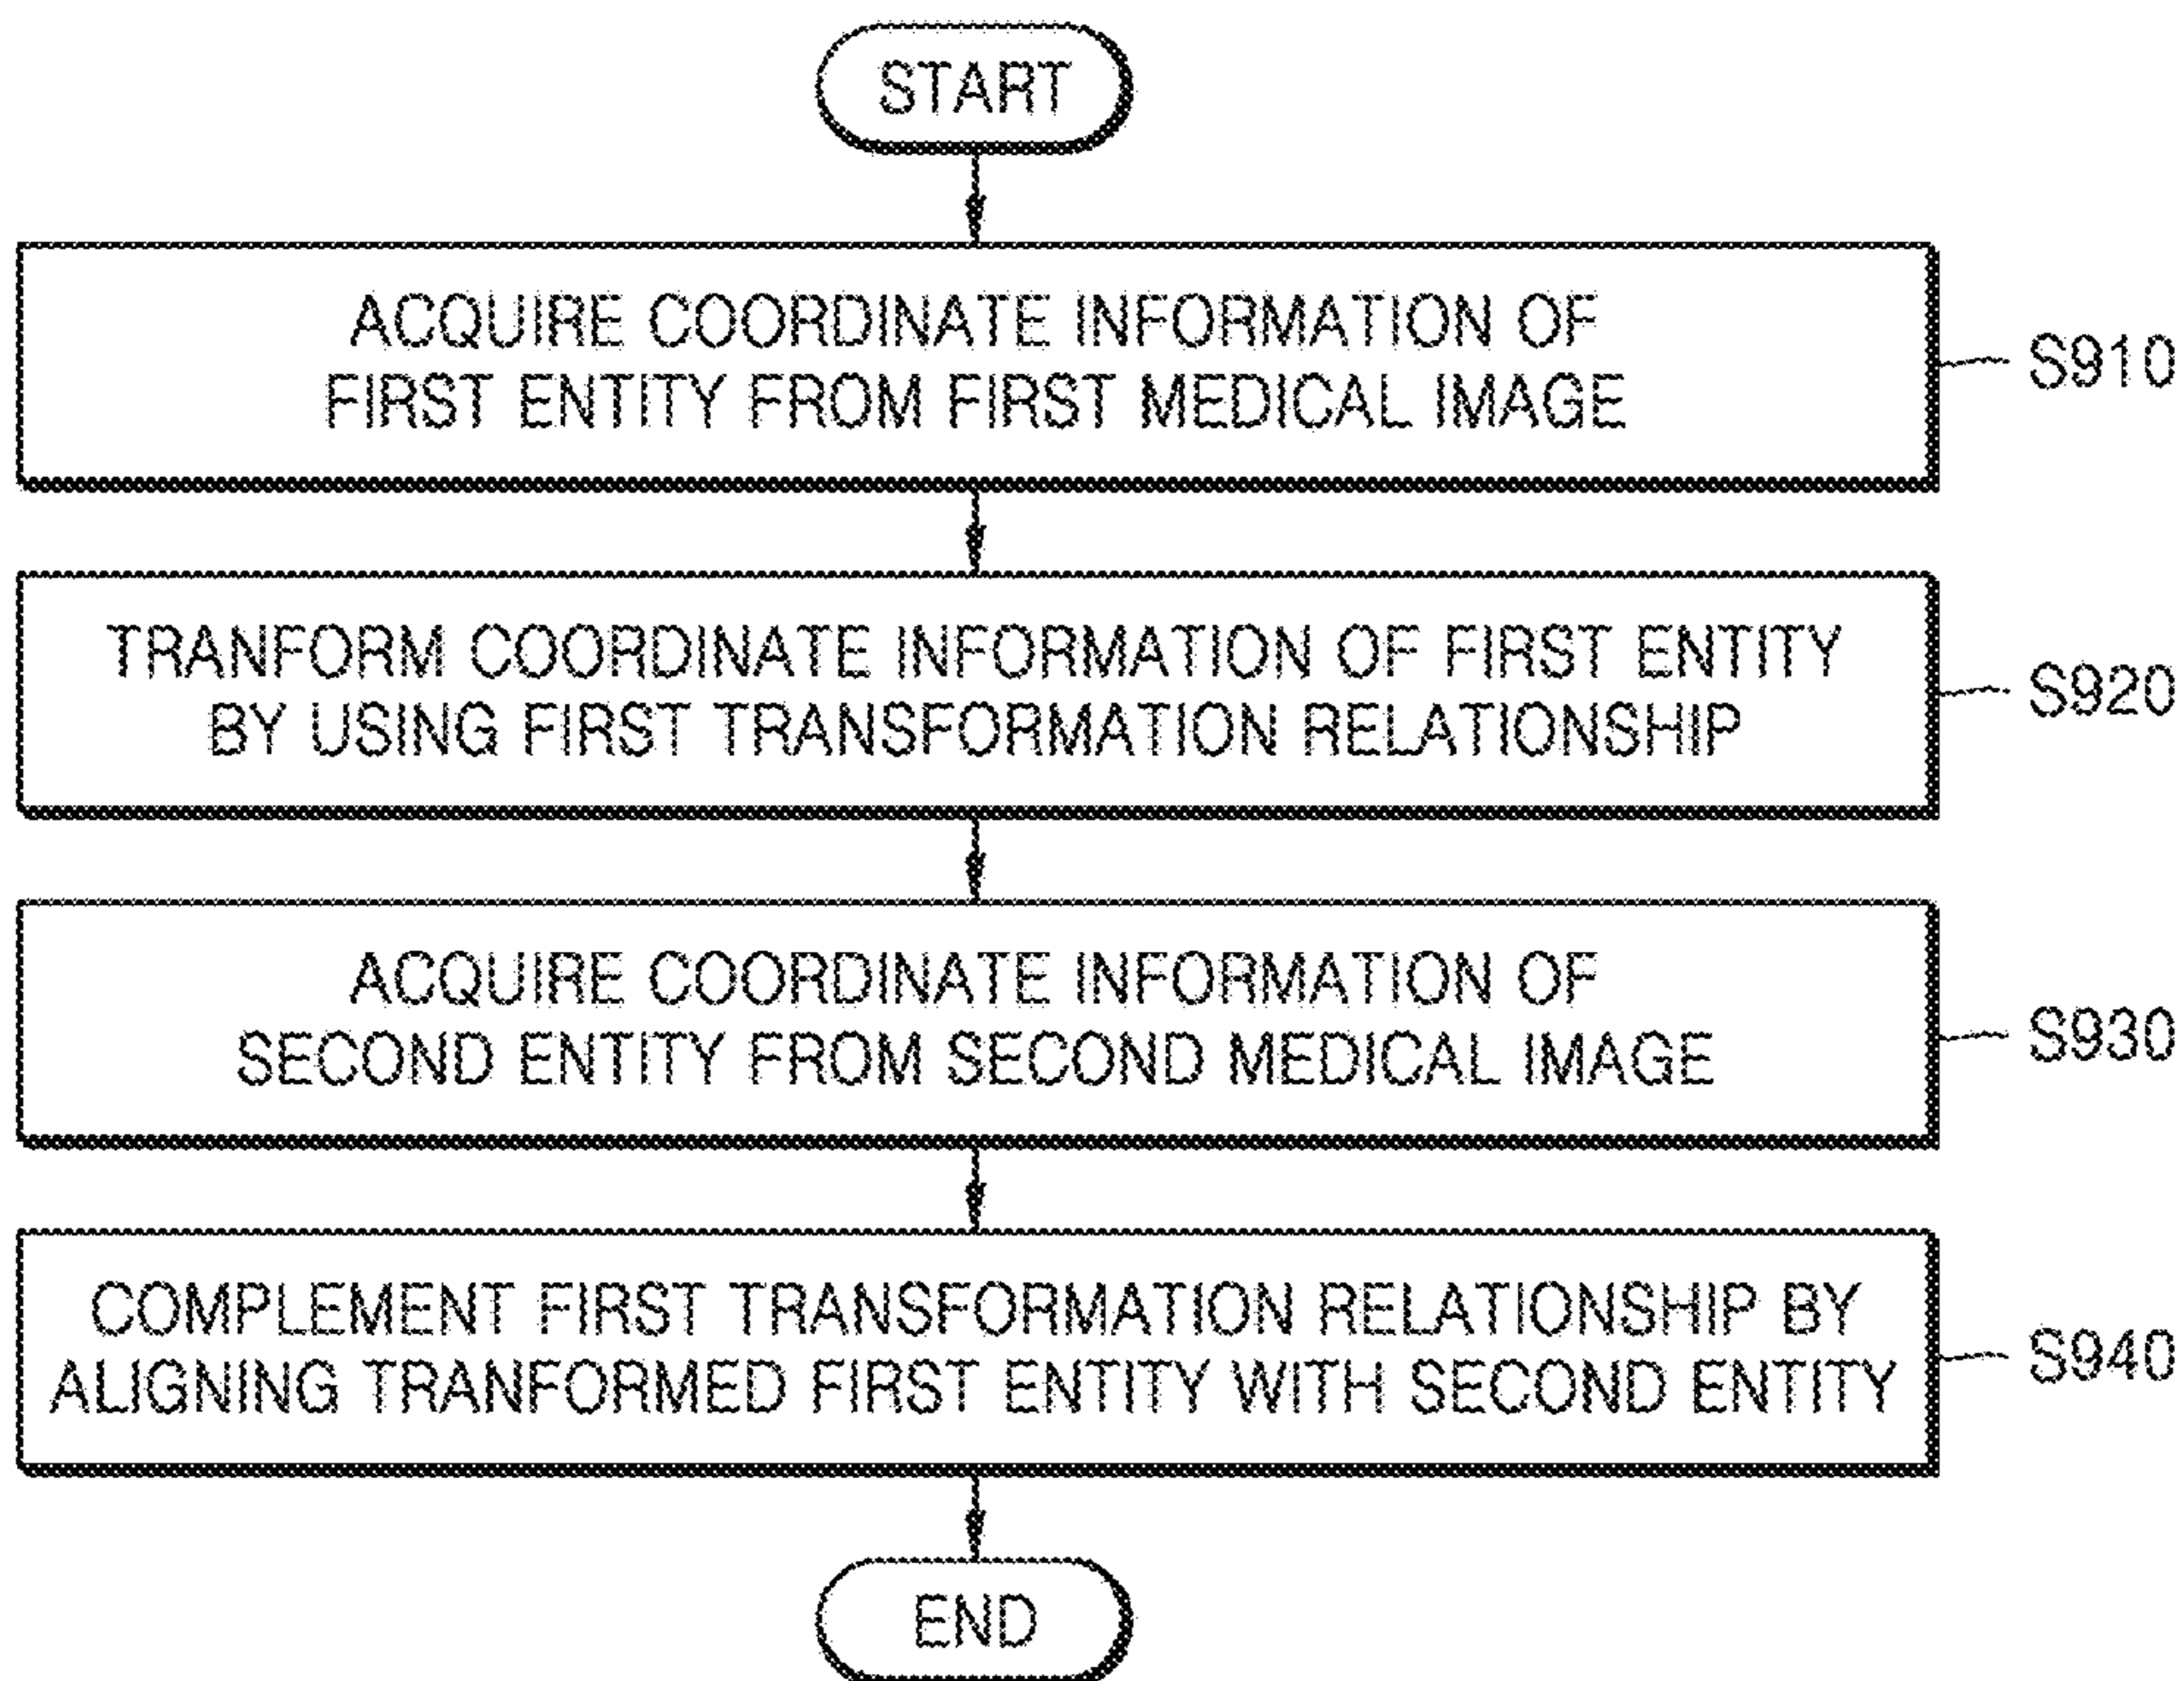 START
ACQUIRE COORDINATE INFORMATION OF
FIRST ENTITY FROM FIRST MEDICAL IMAGE
S910
TRANFORM COORDINATE INFORMATION OF FIRST ENTITY
BY USING FIRST TRANSFORMATION RELATIONSHIP
S920
ACQUIRE COORDINATE INFORMATION OF
SECOND ENTITY FROM SECOND MEDICAL IMAGE
S930
COMPLEMENT FIRST TRANSFORMATION RELATIONSHIP BY
ALIGNING TRANFORMED FIRST ENTITY WITH SECOND ENTITY
S940
END